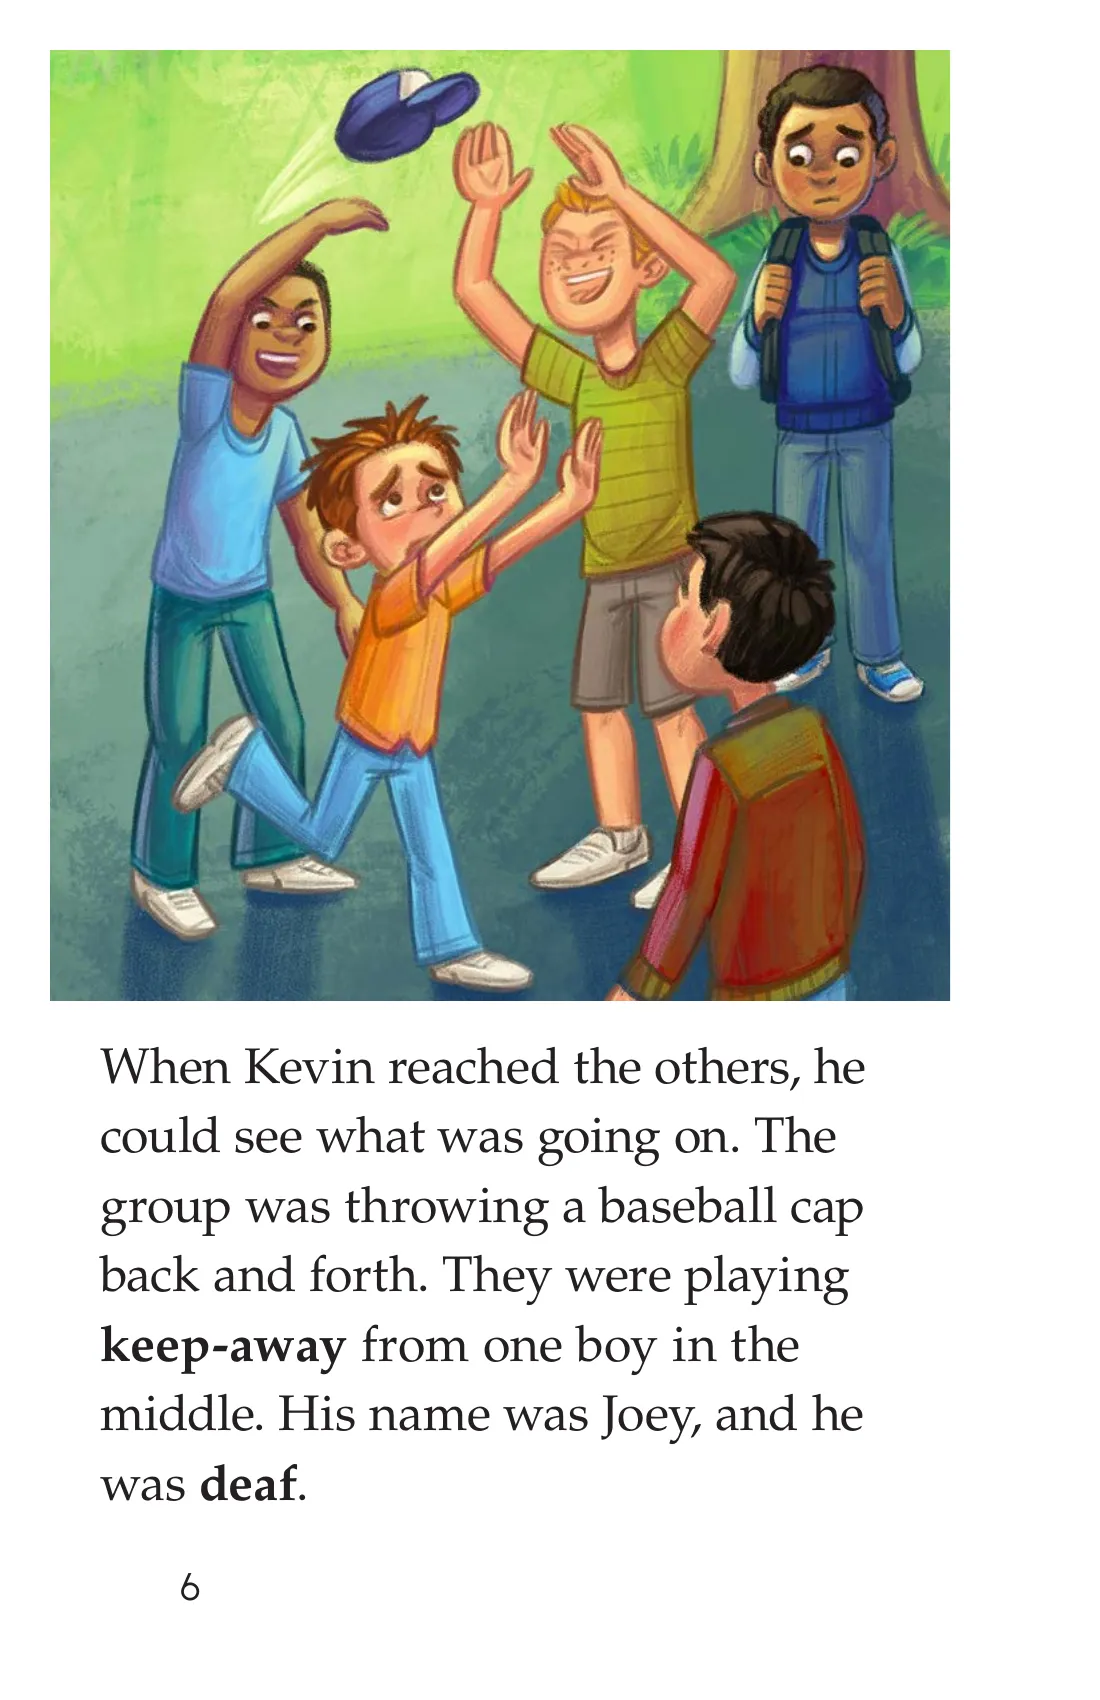 When Kevin reached the others, he
could see what was going on. The
group was throwing a baseball cap
back and forth. They were playing
keep-away from one boy in the
middle. His name was Joey, and he
was deaf.
6